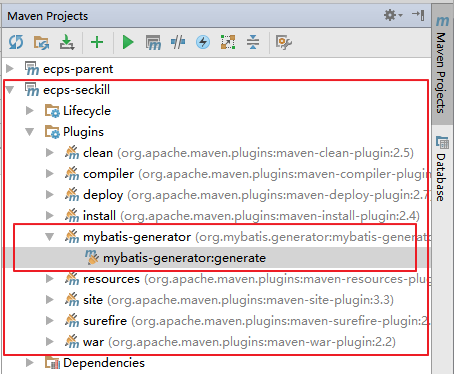 Maven Projects
ecps-parent
ecps-seckill
Lifecycle
Plugins
clean (org.apache.maven.plugins:maven-clean-plugin:2.5)
compiler (org.apache.maven.plugins:maven-compiler-plugin
deploy (org.apache.maven.plugins:maven-deploy-plugin:2.7
install (org.apache.maven.plugins:maven-install-plugin:2.4)
mybatis-generator (org.mybatis.generator:mybatis-generato
mybatis-generator:generate
resources (org.apache.maven.plugins:maven-resources-plu
site (org.apache.maven.plugins:maven-site-plugin:3.3)
surefire (org.apache.maven.plugins:maven-surefire-plugin:2.
war (org.apache.maven.plugins:maven-war-plugin:2.2)
Dependencies
Maven Projects
Database